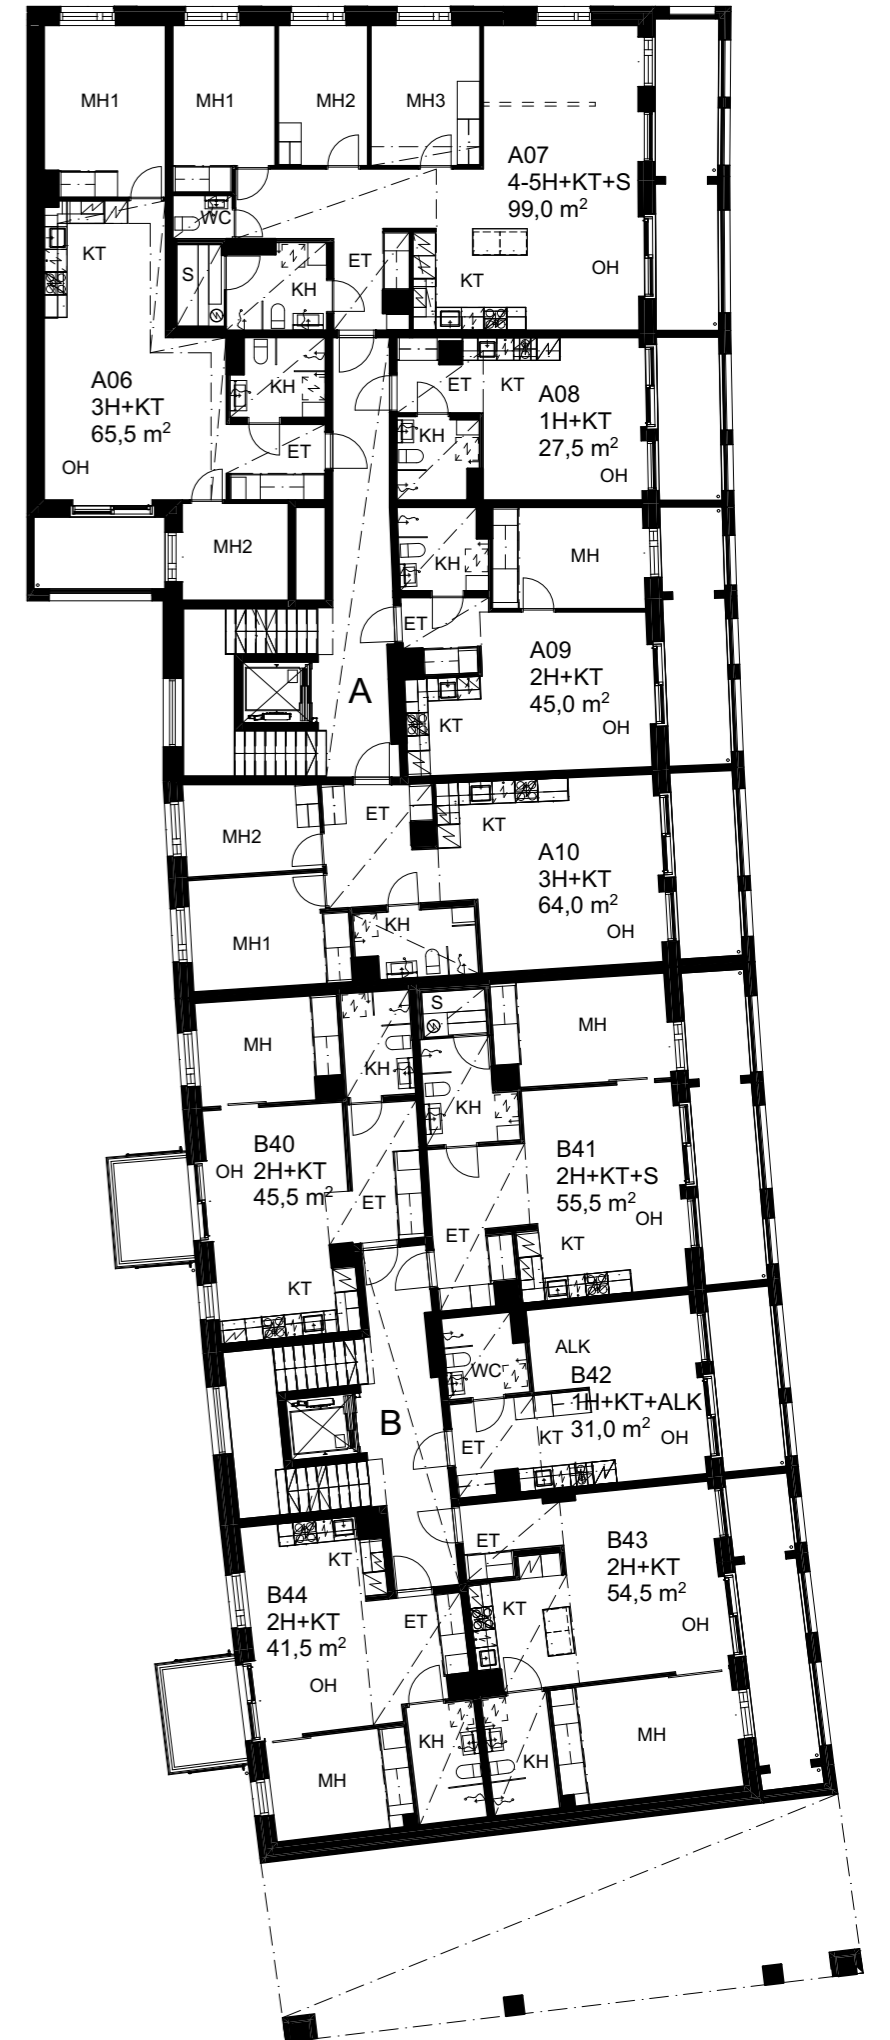 MH1
MH1
MH2
MH3
A07
4-5H+KT+S
99,0 m²
WC
KT
S
ET
KH
KT
OH
A06
3H+KT
65,5 m²
OH
KH
ET
ET
KT
A08
1H+KT
27,5 m²
OH
KH
MH2
KH
MH
ET
A09
2H+KT
45,0 m²
OH
KT
A
MH2
ET
KT
A10
3H+KT
64,0 m²
OH
KH
MH1
S
MH
MH
KH
KH
B40
2H+KT
45,5 m²
OH
ET
KT
B41
2H+KT+S
55,5 m²
OH
ET
KT
ALK
WC
B42
1H+KT+ALK
31,0 m²
KT
OH
ET
B
ET
B43
2H+KT
54,5 m²
OH
KT
KT
B44
2H+KT
41,5 m²
ET
OH
KH
MH
KH
MH